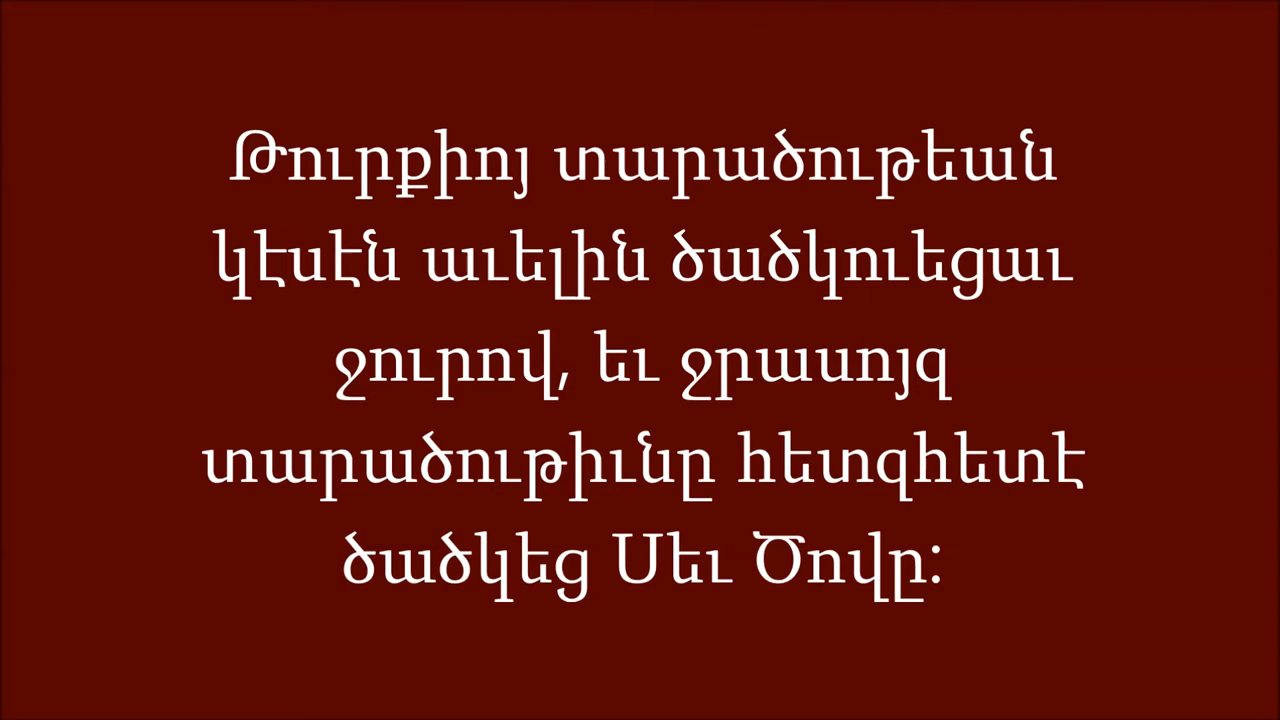 Թուրքիոյ տարածութեան
կէսէն աւելին ծածկուեցաւ
ջուրով, եւ ջրասոյզ
տարածութիւնը հետզհետէ
ծածկեց Սեւ Ծովը: